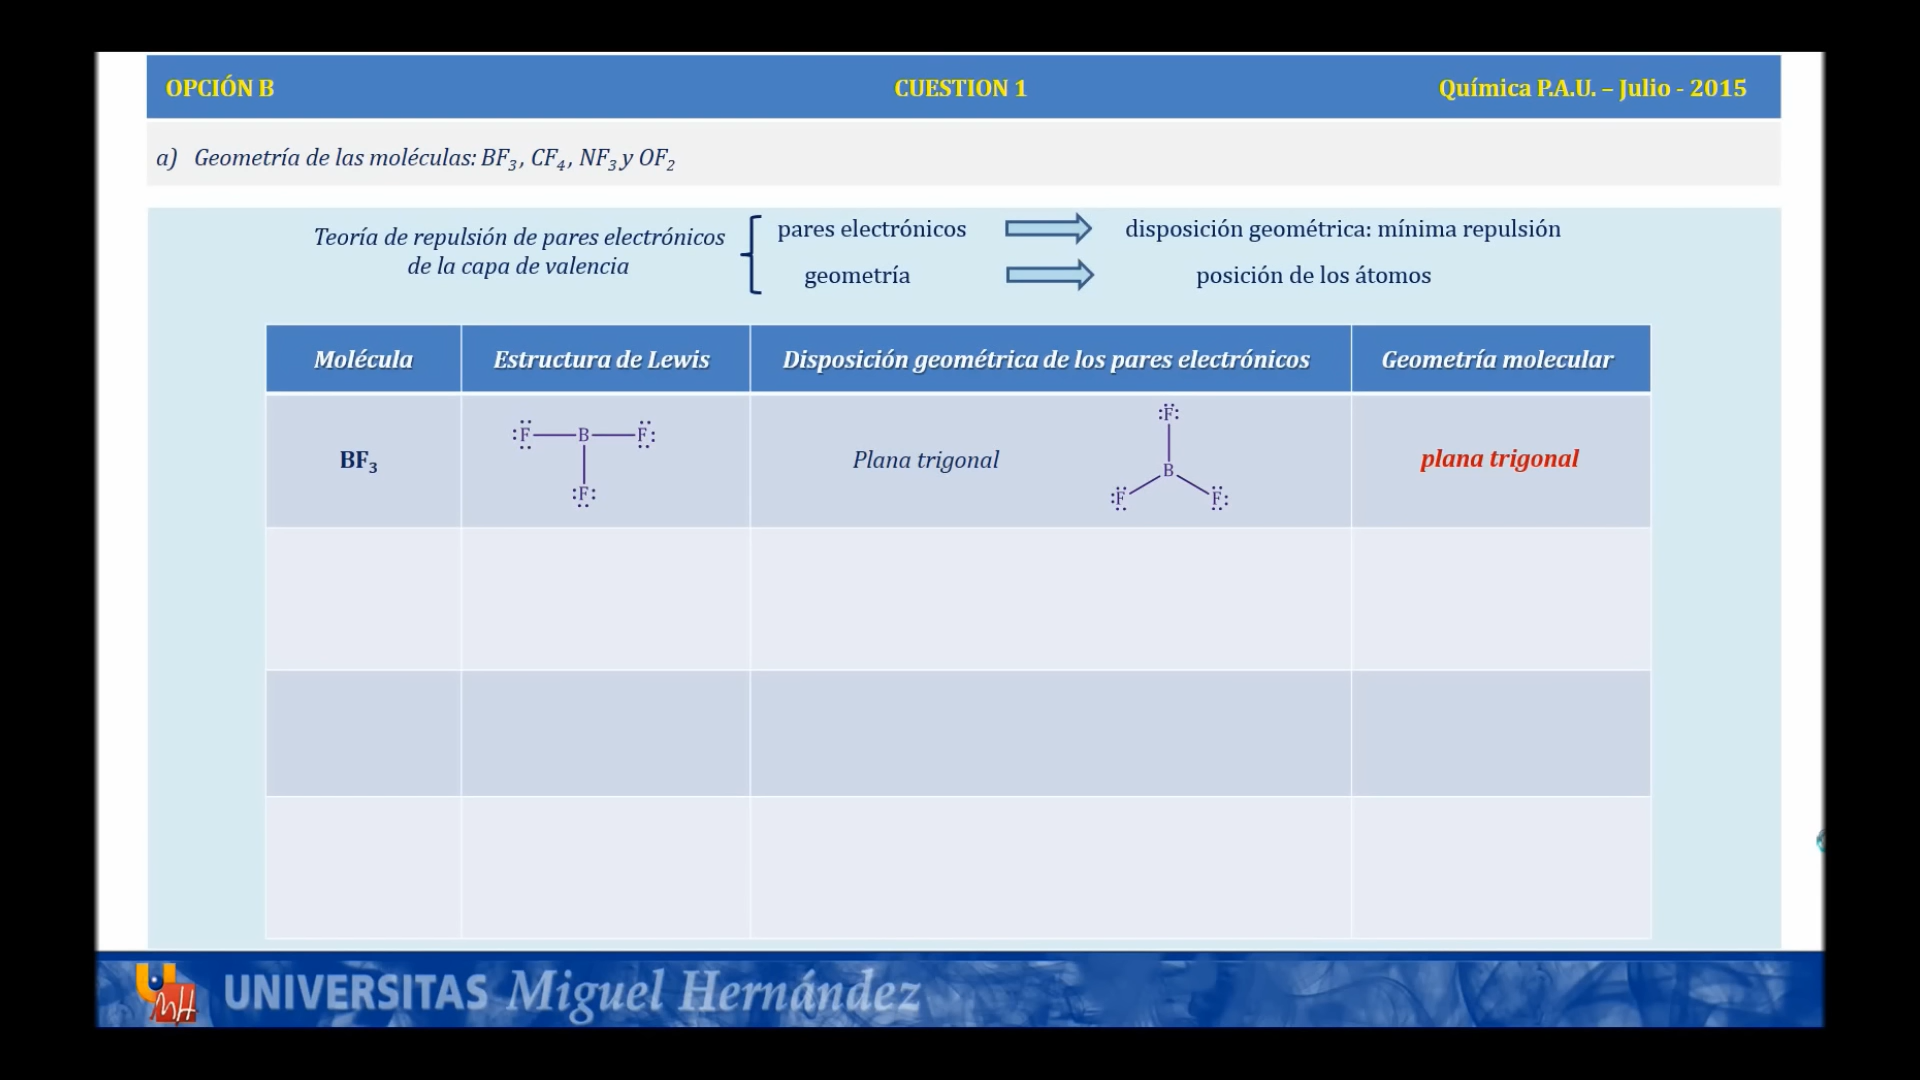 OPCIÓN B CUESTION 1 Química P.A.U. – Julio - 2015
a) Geometría de las moléculas: BF₃, CF₄, NF₃ y OF₂
Teoría de repulsión de pares electrónicos
de la capa de valencia
pares electrónicos disposición geométrica: mínima repulsión
geometría posición de los átomos
Molécula Estructura de Lewis Disposición geométrica de los pares electrónicos Geometría molecular
BF₃ Plana trigonal plana trigonal
F B F
F
F
B
F F
UNIVERSITAS Miguel Hernández
UMH